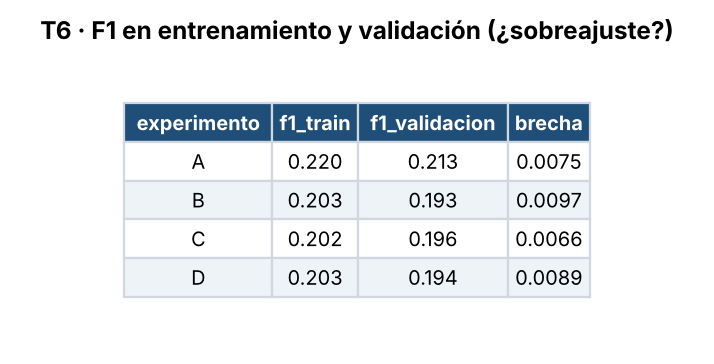 T6 · F1 en entrenamiento y validación (¿sobreajuste?)
experimento f1_train f1_validacion brecha
A 0.220 0.213 0.0075
B 0.203 0.193 0.0097
C 0.202 0.196 0.0066
D 0.203 0.194 0.0089